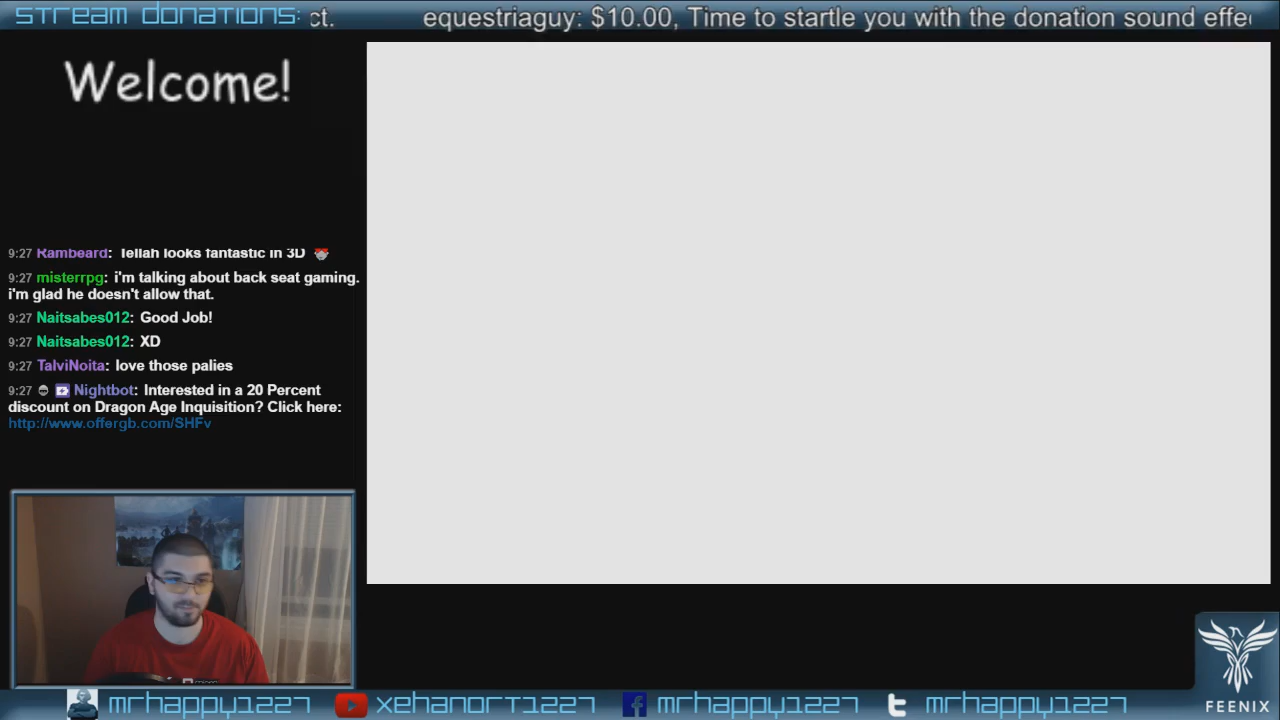 STREAM DONATIONS: ct. equestriaguy: $10.00, Time to startle you with the donation sound effe
Welcome!
9:27 Rambeard: Tellah looks fantastic in 3D
9:27 misterrpg: i'm talking about back seat gaming.
i'm glad he doesn't allow that.
9:27 Naitsabes012: Good Job!
9:27 Naitsabes012: XD
9:27 TalviNoita: love those palies
9:27 Nightbot: Interested in a 20 Percent
discount on Dragon Age Inquisition? Click here:
http://www.offergb.com/SHFv
FEENIX
mrhappy1227 xehanort1227 mrhappy1227 mrhappy1227